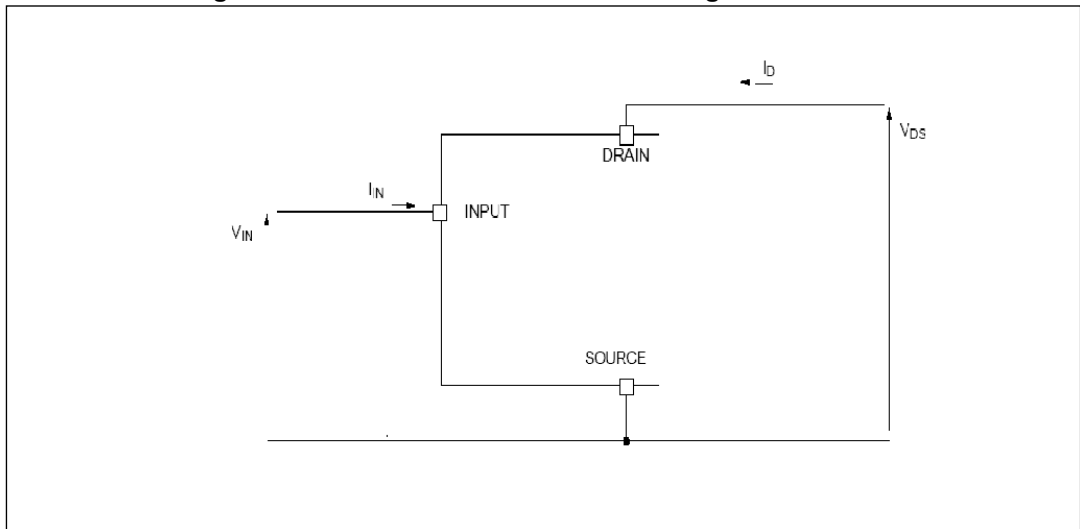 I_D
V_DS
DRAIN
I_IN
INPUT
V_IN
SOURCE